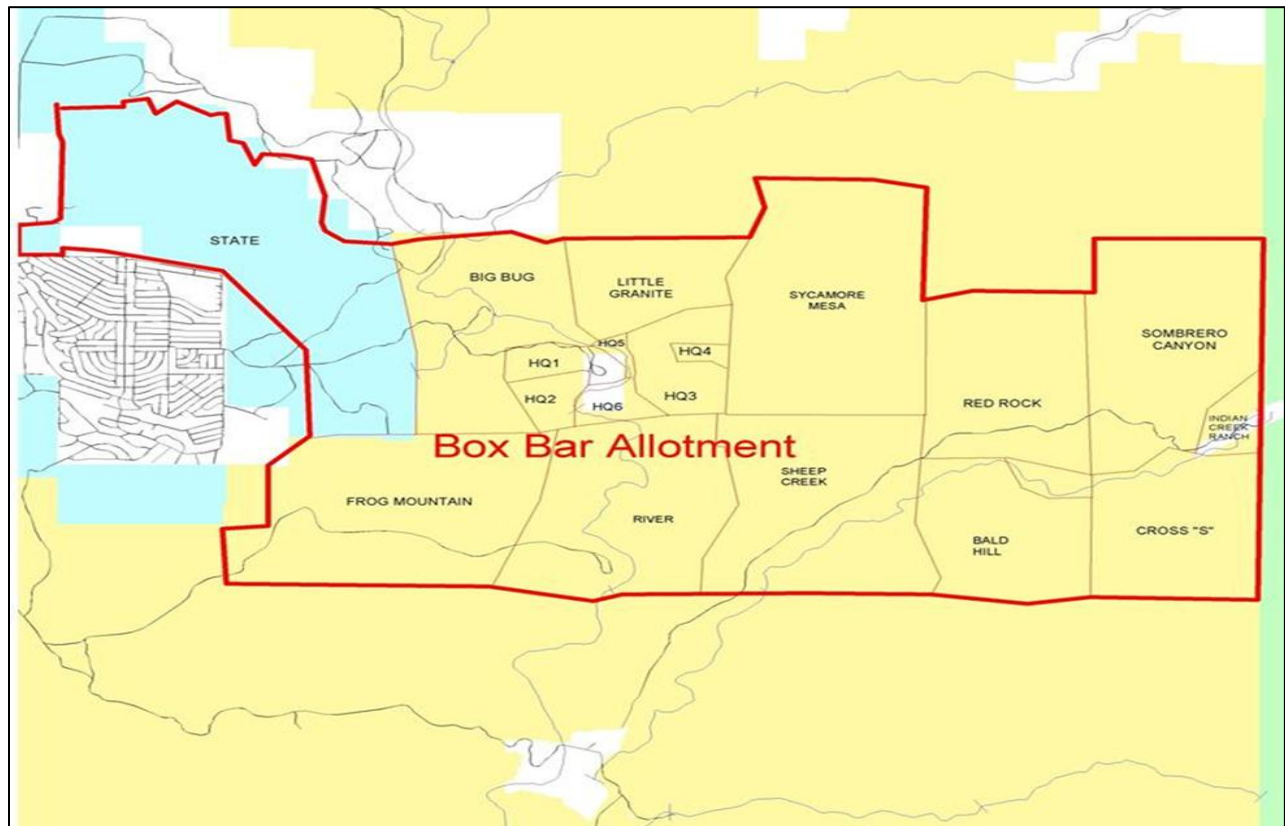 STATE
BIG BUG
LITTLE
GRANITE
SYCAMORE
MESA
SOMBRERO
CANYON
HQ5
HQ4
HQ1
HQ2
HQ6
HQ3
RED ROCK
INDIAN
CREEK
RANCH
Box Bar Allotment
FROG MOUNTAIN
RIVER
SHEEP
CREEK
BALD
HILL
CROSS "S"